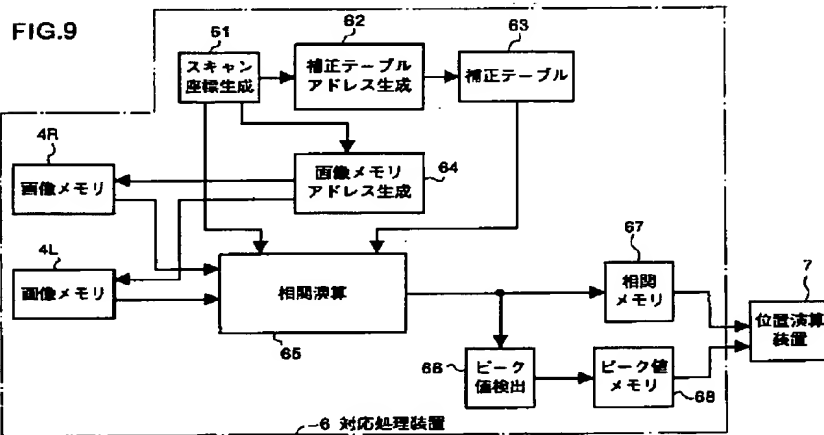 FIG.9
61
スキャン
座標生成
62
補正テーブル
アドレス生成
63
補正テーブル
4R
画像メモリ
画像メモリ
アドレス生成
64
4L
画像メモリ
相関演算
65
67
相関
メモリ
7
位置演算
装置
66
ピーク
値検出
ピーク値
メモリ
68
6 対応処理装置